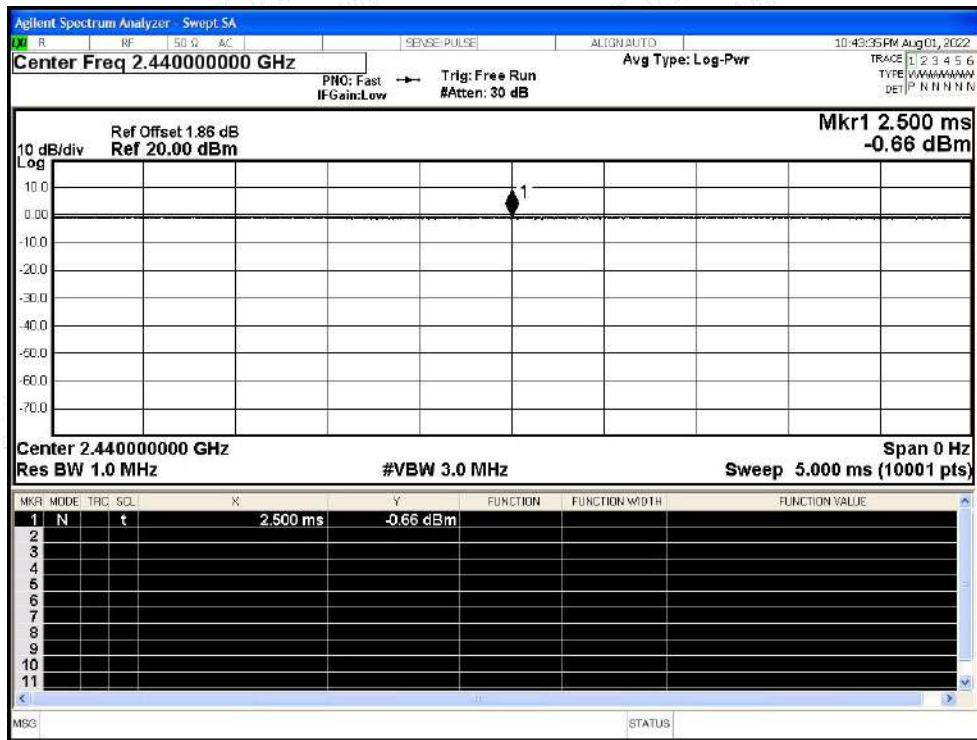 Agilent Spectrum Analyzer - Swept SA
LXI R RF 50 Ω AC SENSE:PULSE ALIGN AUTO 10:43:35 PM Aug 01, 2022
Center Freq 2.440000000 GHz Avg Type: Log-Pwr TRACE 1 2 3 4 5 6
PNO: Fast Trig: Free Run TYPE
IFGain:Low #Atten: 30 dB DET P N N N N N
Mkr1 2.500 ms
Ref Offset 1.86 dB
10 dB/div Ref 20.00 dBm -0.66 dBm
Log
10.0
1
0.00
-10.0
-20.0
-30.0
-40.0
-50.0
-60.0
-70.0
Center 2.440000000 GHz Span 0 Hz
Res BW 1.0 MHz #VBW 3.0 MHz Sweep 5.000 ms (10001 pts)
MKR MODE TRC SCL X Y FUNCTION FUNCTION WIDTH FUNCTION VALUE
1 N t 2.500 ms -0.66 dBm
2
3
4
5
6
7
8
9
10
11
MSG STATUS